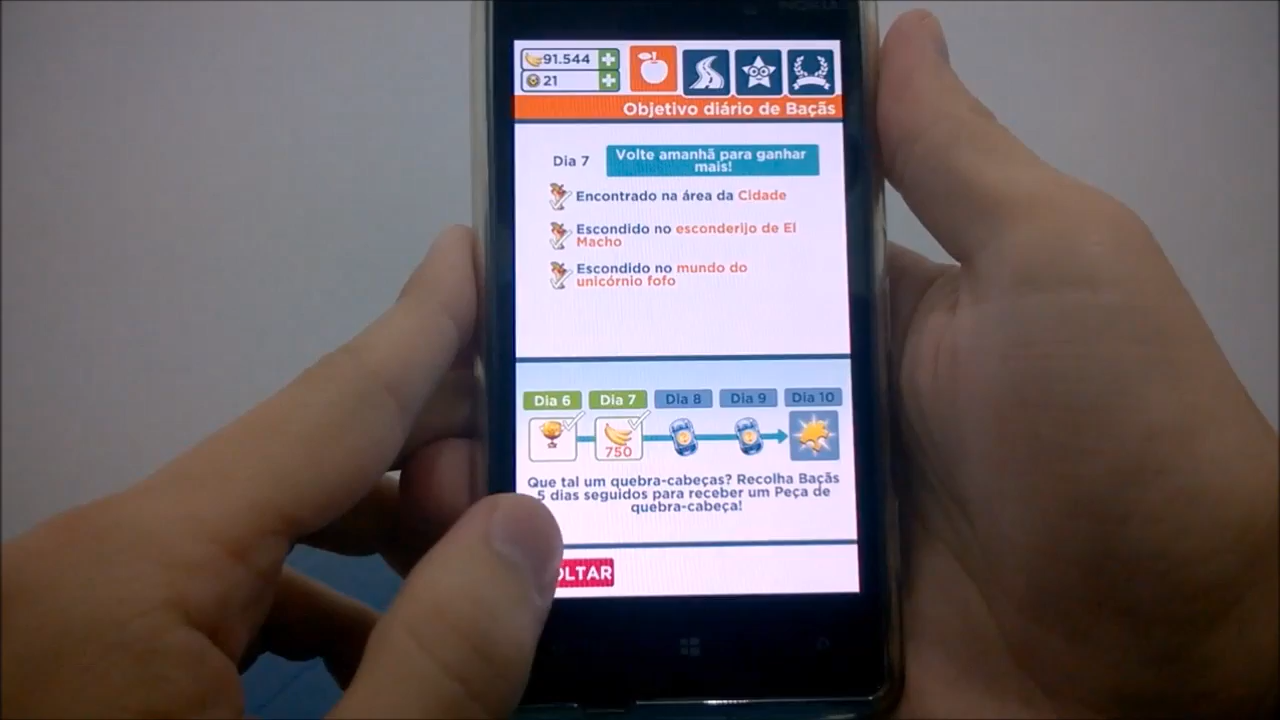 NOKIA
91.544
21
Objetivo diário de Baçãs
Dia 7
Volte amanhã para ganhar
mais!
Encontrado na área da Cidade
Escondido no esconderijo de El
Macho
Escondido no mundo do
unicórnio fofo
Dia 6 Dia 7 Dia 8 Dia 9 Dia 10
750
Que tal um quebra-cabeças? Recolha Baçãs
5 dias seguidos para receber um Peça de
quebra-cabeça!
OLTAR